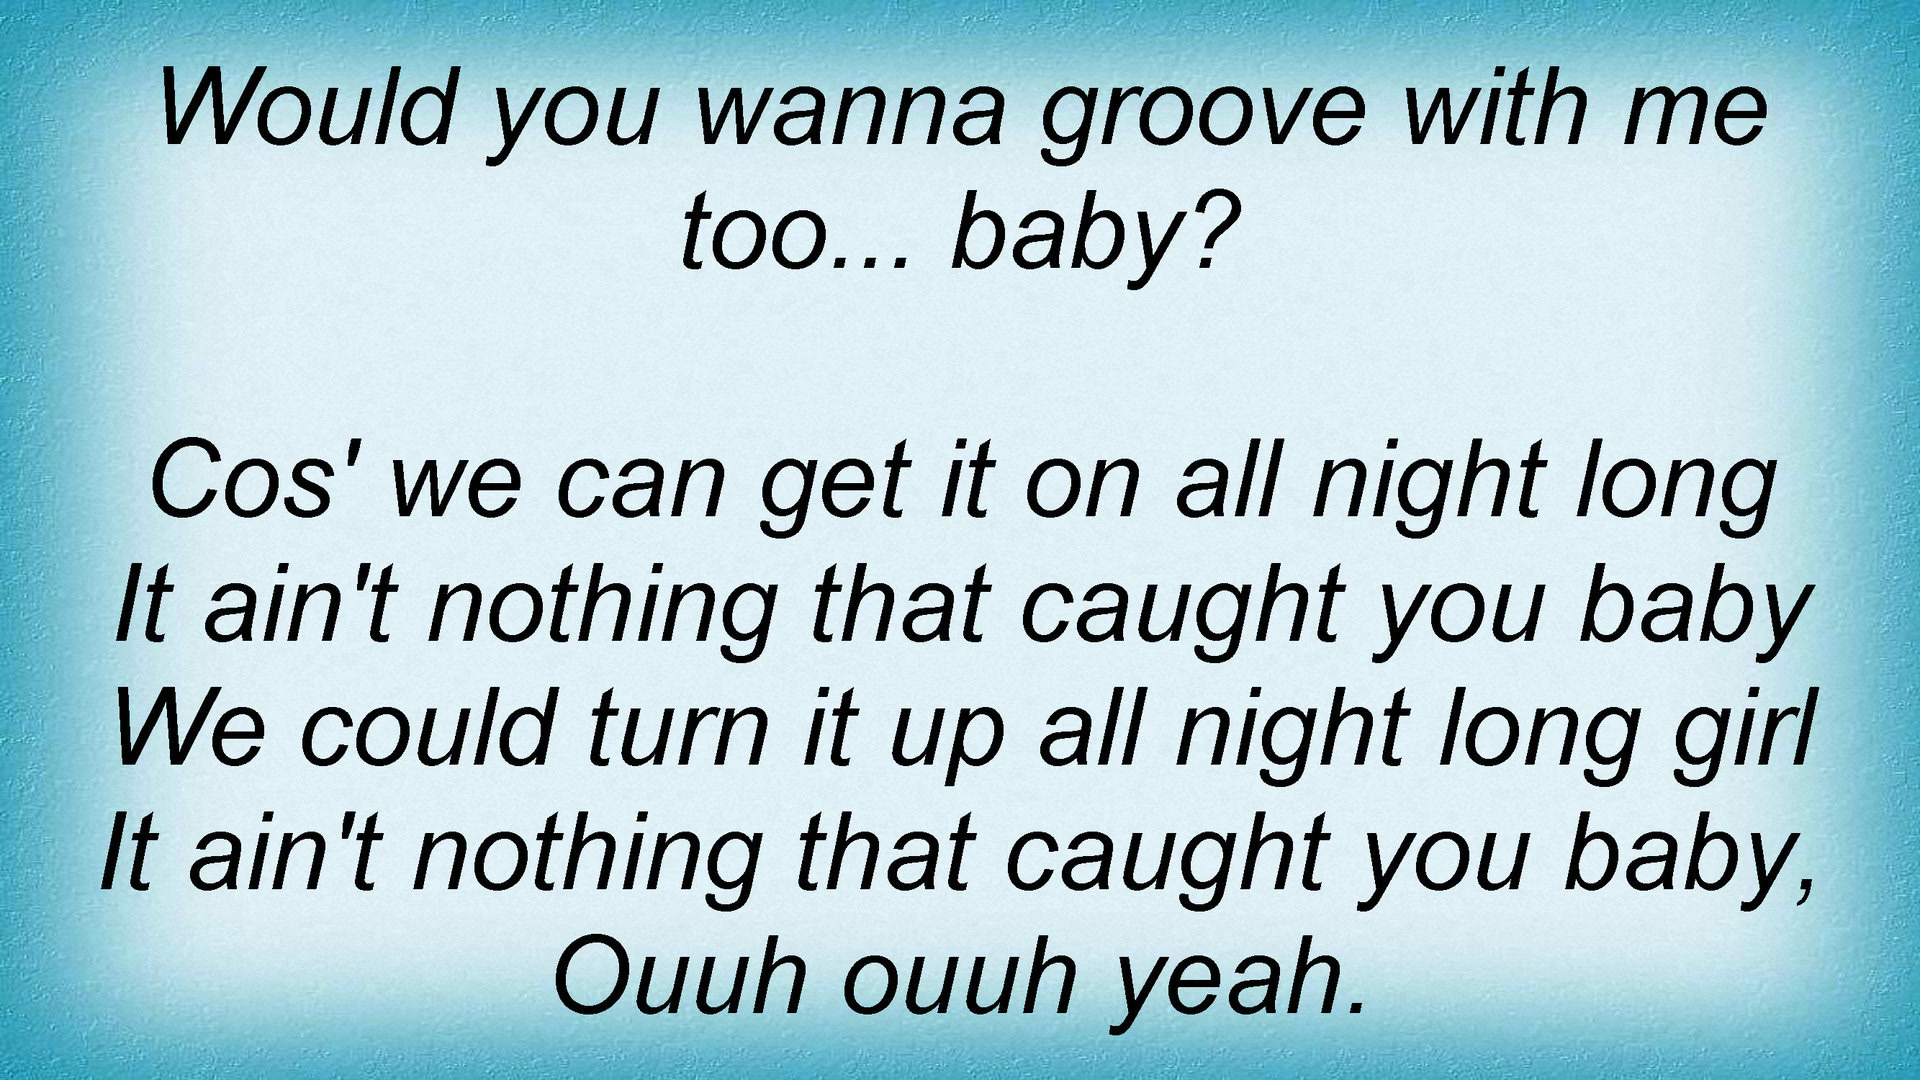 Would you wanna groove with me
too... baby?
Cos' we can get it on all night long
It ain't nothing that caught you baby
We could turn it up all night long girl
It ain't nothing that caught you baby,
Ouuh ouuh yeah.